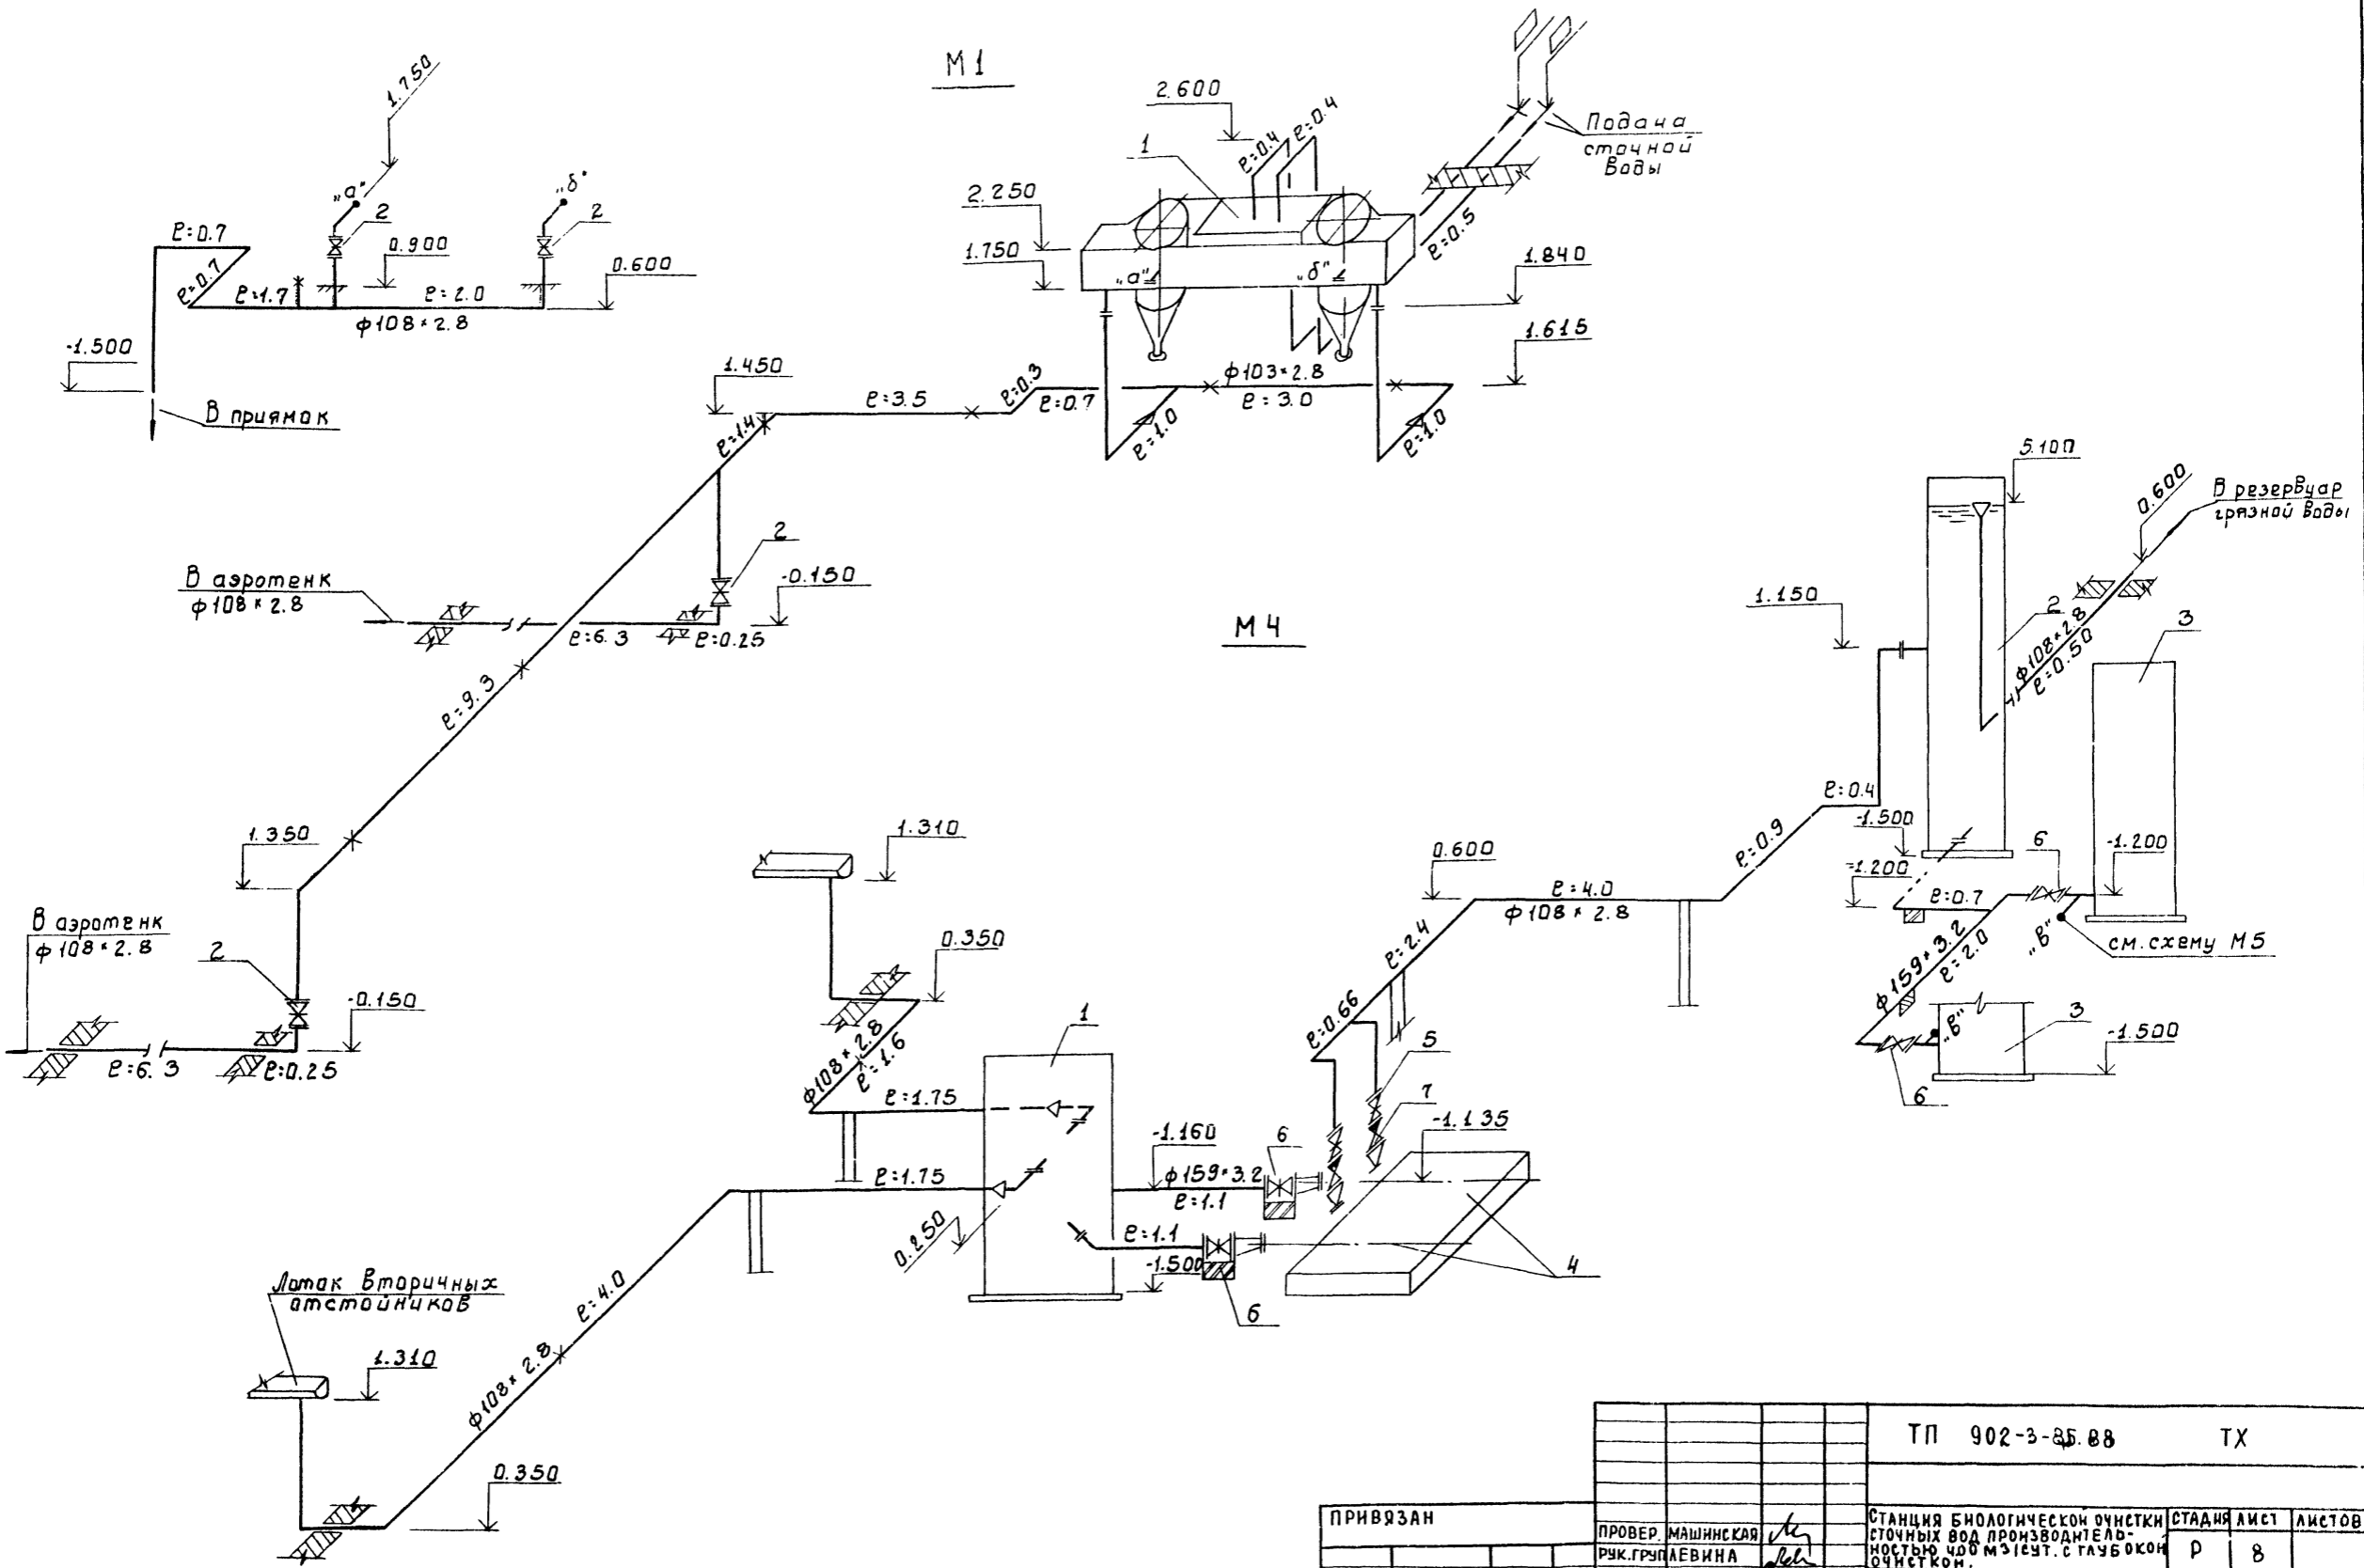 М1
1.750
„а"
„б"
2
2
ℓ=0.7
0.900
0.600
ℓ=0.7
ℓ=1.7
ℓ=2.0
ф108×2.8
-1.500
В приямок
2.600
1
ℓ=0.4
ℓ=0.4
Подача
сточной
воды
2.250
1.750
„а"
„б"
ℓ=0.5
1.840
1.615
1.450
ℓ=3.5
ℓ=0.3
ℓ=0.7
ф103×2.8
ℓ=3.0
ℓ=1.0
ℓ=1.0
ℓ=1.4
2
-0.150
В аэротенк
ф108×2.8
ℓ=6.3
ℓ=0.25
ℓ=9.3
1.350
В аэротенк
ф108×2.8
2
-0.150
ℓ=6.3
ℓ=0.25
М4
5.100
0.600
В резервуар
грязной воды
1.150
2
3
ф108×2.8
ℓ=0.50
ℓ=0.4
ℓ=0.9
-1.500
-1.200
6
-1.200
ℓ=0.7
„В"
см. схему М5
ф159×3.2
ℓ=2.0
„В"
3
-1.500
6
1.310
0.350
0.600
ℓ=4.0
ф108×2.8
ℓ=2.4
ℓ=0.66
ф108×2.8
ℓ=1.6
1
5
7
ℓ=1.75
-1.160
6
-1.135
ℓ=1.75
ф159×3.2
ℓ=1.1
0.250
ℓ=1.1
-1.500
6
4
Лоток вторичных
отстойников
ℓ=4.0
1.310
ф108×2.8
0.350
ТП 902-3-85.88 ТХ
ПРИВЯЗАН
ПРОВЕР. МАШИНСКАЯ
РУК.ГРУП ЛЕВИНА
СТАНЦИЯ БИОЛОГИЧЕСКОЙ ОЧИСТКИ
СТОЧНЫХ ВОД ПРОИЗВОДИТЕЛЬ-
НОСТЬЮ 400 М3/СУТ. С ГЛУБОКОЙ
ОЧИСТКОЙ.
СТАДИЯ ЛИСТ ЛИСТОВ
Р 8